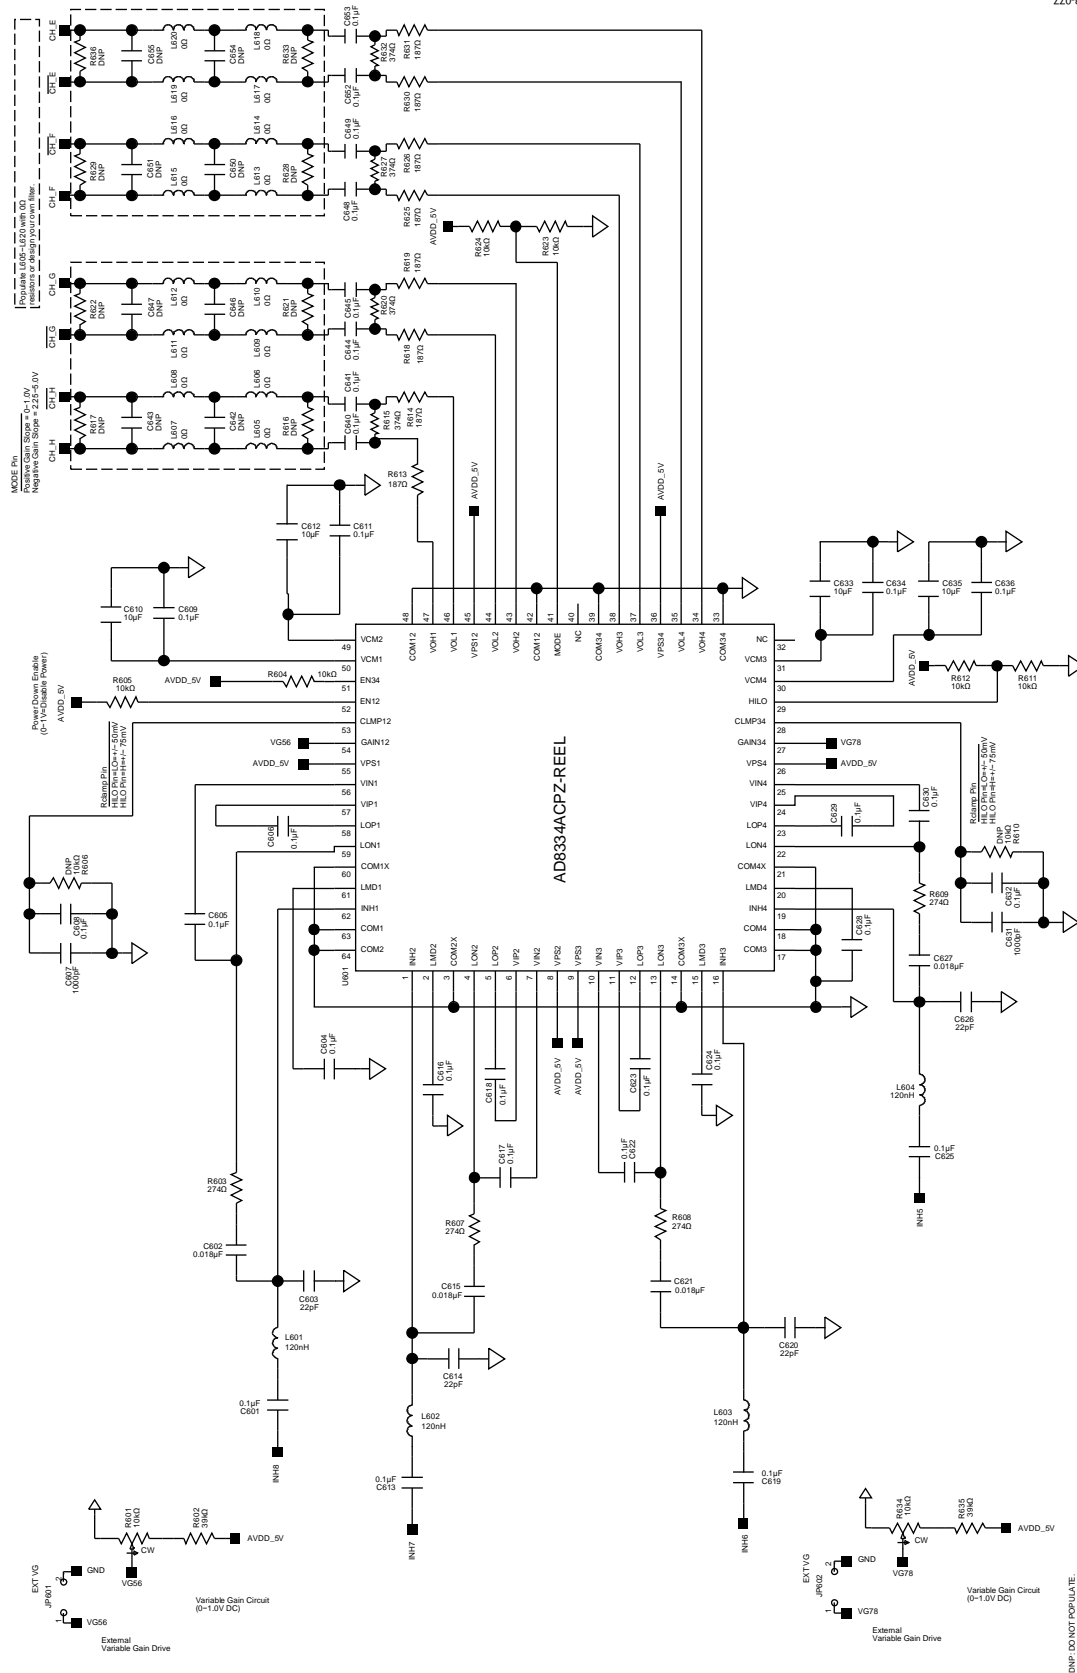 Populate L605–L620 with 0Ω
resistors or design your own filter.
CH_E
R636
DNP
C655
DNP
L620
0Ω
C654
DNP
L618
0Ω
R633
DNP
C653
0.1µF
R632
374Ω
R631
187Ω
CH_E
L619
0Ω
L617
0Ω
C652
0.1µF
R630
187Ω
CH_F
R629
DNP
C651
DNP
L616
0Ω
L615
0Ω
C650
DNP
L614
0Ω
L613
0Ω
R628
DNP
C649
0.1µF
R627
374Ω
R626
187Ω
CH_F
C648
0.1µF
R625
187Ω
AVDD_5V
R624
10kΩ
R623
10kΩ
CH_G
R622
DNP
C647
DNP
L612
0Ω
C646
DNP
L610
0Ω
R621
DNP
C645
0.1µF
R620
374Ω
R619
187Ω
CH_G
L611
0Ω
L609
0Ω
C644
0.1µF
R618
187Ω
CH_H
R617
DNP
C643
DNP
L608
0Ω
L607
0Ω
C642
DNP
L606
0Ω
L605
0Ω
R616
DNP
C641
0.1µF
R615
374Ω
R614
187Ω
CH_H
C640
0.1µF
R613
187Ω
MODE Pin
Positive Gain Slope = 0–1.0V
Negative Gain Slope = 2.25–5.0V
AVDD_5V
AVDD_5V
C612
10µF
C611
0.1µF
C610
10µF
C609
0.1µF
C633
10µF
C634
0.1µF
C635
10µF
C636
0.1µF
48
47
46
45
44
43
42
41
40
39
38
37
36
35
34
33
COM12
VOH1
VOL1
VPS12
VOL2
VOH2
COM12
MODE
NC
COM34
VOH3
VOL3
VPS34
VOL4
VOH4
COM34
VCM2
49
VCM1
50
EN34
51
EN12
52
CLMP12
53
GAIN12
54
VPS1
55
VIN1
56
VIP1
57
LOP1
58
LON1
59
COM1X
60
LMD1
61
INH1
62
COM1
63
COM2
64
NC
32
VCM3
31
VCM4
30
HILO
29
CLMP34
28
GAIN34
27
VPS4
26
VIN4
25
VIP4
24
LOP4
23
LON4
22
COM4X
21
LMD4
20
INH4
19
COM4
18
COM3
17
AD8334ACPZ-REEL
U601
INH2
LMD2
COM2X
LON2
LOP2
VIP2
VIN2
VPS2
VPS3
VIN3
VIP3
LOP3
LON3
COM3X
LMD3
INH3
1
2
3
4
5
6
7
8
9
10
11
12
13
14
15
16
Power Down Enable
(0–1V=Disable Power)
AVDD_5V
R605
10kΩ
AVDD_5V
R604
10kΩ
VG56
AVDD_5V
Rclamp Pin
HILO Pin=LO=+/– 50mV
HILO Pin=H=+/– 75mV
DNP
10kΩ
R606
C608
0.1µF
C607
1000pF
C606
0.1µF
C605
0.1µF
AVDD_5V
R612
10kΩ
R611
10kΩ
VG78
AVDD_5V
C630
0.1µF
C629
0.1µF
Rclamp Pin
HILO Pin=LO=+/– 50mV
HILO Pin=H=+/– 75mV
DNP
10kΩ
R610
C632
0.1µF
C631
1000pF
R609
274Ω
C628
0.1µF
C627
0.018µF
C626
22pF
L604
120nH
0.1µF
C625
INH5
C604
0.1µF
C616
0.1µF
C618
0.1µF
AVDD_5V
AVDD_5V
C623
0.1µF
C624
0.1µF
C617
0.1µF
0.1µF
C622
R603
274Ω
C602
0.018µF
C603
22pF
L601
120nH
0.1µF
C601
INH8
R607
274Ω
C615
0.018µF
C614
22pF
L602
120nH
0.1µF
C613
INH7
R608
274Ω
C621
0.018µF
C620
22pF
L603
120nH
0.1µF
C619
INH6
R601
10kΩ
R602
39kΩ
AVDD_5V
CW
VG56
EXT VG
JP601
2
GND
1
VG56
Variable Gain Circuit
(0–1.0V DC)
External
Variable Gain Drive
R634
10kΩ
R635
39kΩ
AVDD_5V
CW
VG78
EXT VG
JP602
2
GND
1
VG78
Variable Gain Circuit
(0–1.0V DC)
External
Variable Gain Drive
DNP: DO NOT POPULATE.